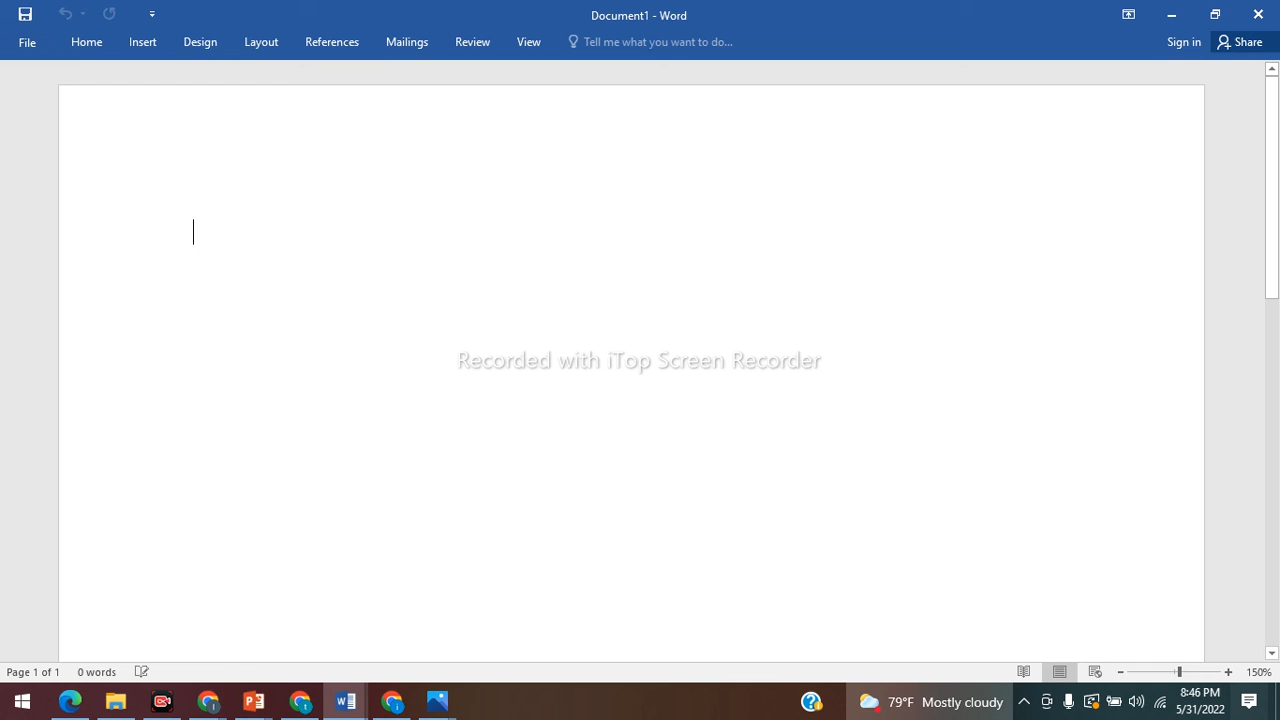 Document1 - Word
File Home Insert Design Layout References Mailings Review View Tell me what you want to do... Sign in Share
Recorded with iTop Screen Recorder
Page 1 of 1 0 words 150%
79°F Mostly cloudy 8:46 PM
5/31/2022